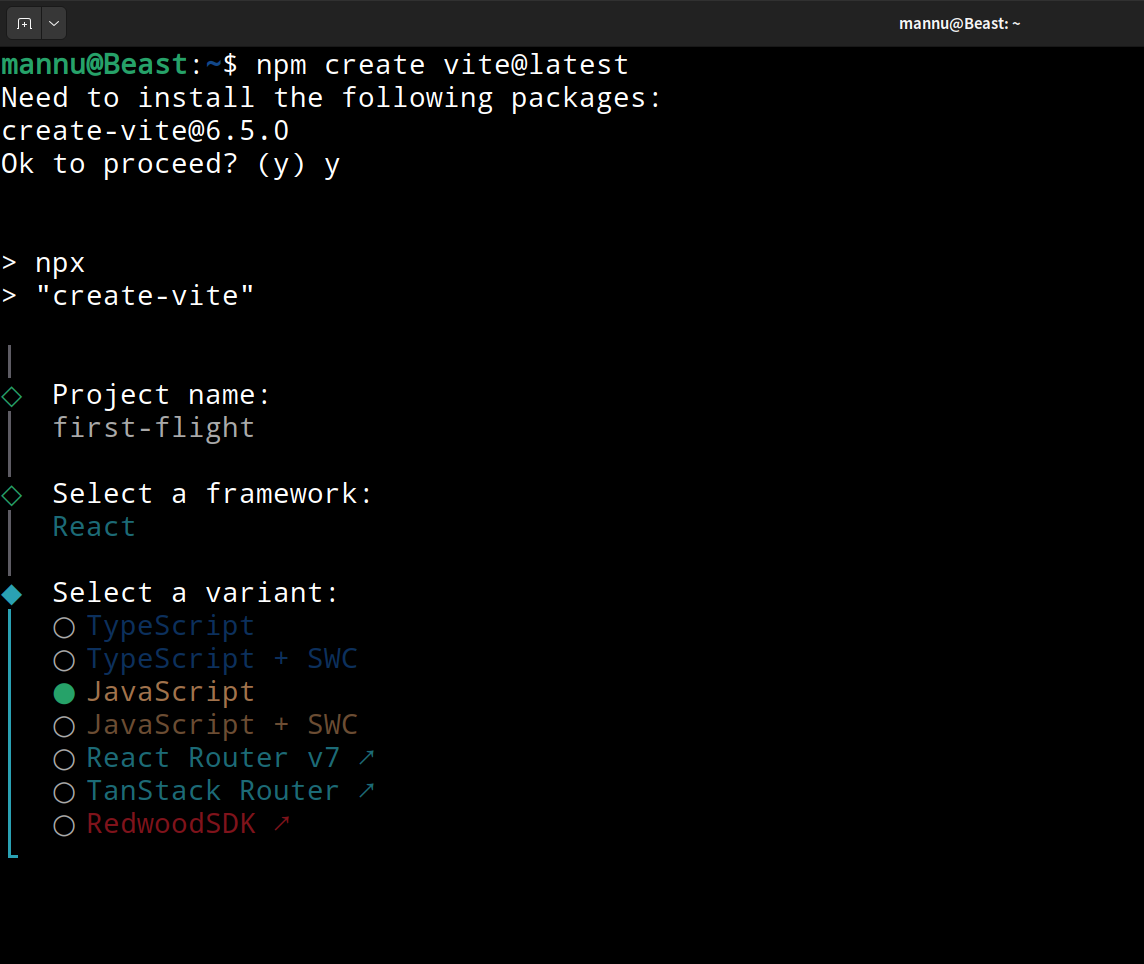 mannu@Beast: ~
mannu@Beast:~$ npm create vite@latest
Need to install the following packages:
create-vite@6.5.0
Ok to proceed? (y) y
> npx
> "create-vite"
Project name:
first-flight
Select a framework:
React
Select a variant:
TypeScript
TypeScript + SWC
JavaScript
JavaScript + SWC
React Router v7 ↗
TanStack Router ↗
RedwoodSDK ↗